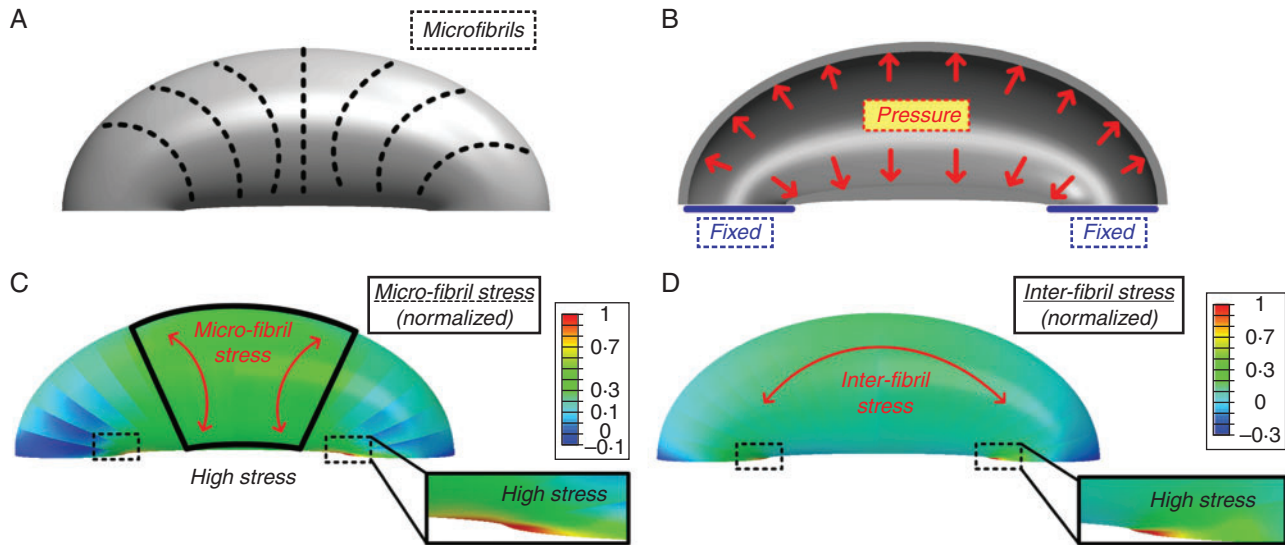 A
Microfibrils
B
Pressure
Fixed
Fixed
C
Micro-fibril stress
(normalized)
1
0·7
0·3
0·1
0
–0·1
Micro-fibril
stress
High stress
High stress
D
Inter-fibril stress
(normalized)
1
0·7
0·3
0
–0·3
Inter-fibril
stress
High stress